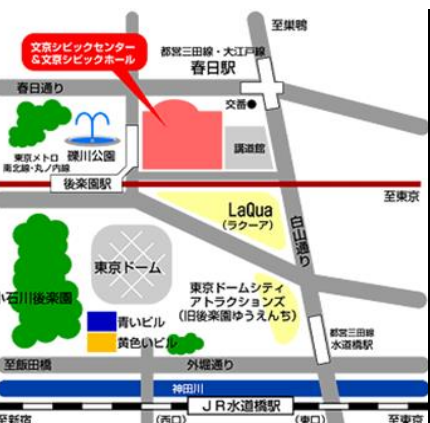 至巣鴨
文京シビックセンター
&文京シビックホール
都営三田線・大江戸線
春日駅
春日通り
交番
講道館
礫川公園
東京メトロ
南北線・丸ノ内線
後楽園駅
至東京
LaQua
(ラクーア)
白山通り
東京ドーム
小石川後楽園
東京ドームシティ
アトラクションズ
(旧後楽園ゆうえんち)
青いビル
黄色いビル
都営三田線
水道橋駅
至飯田橋
外堀通り
神田川
JR水道橋駅
至新宿
(西口)
(東口)
至東京